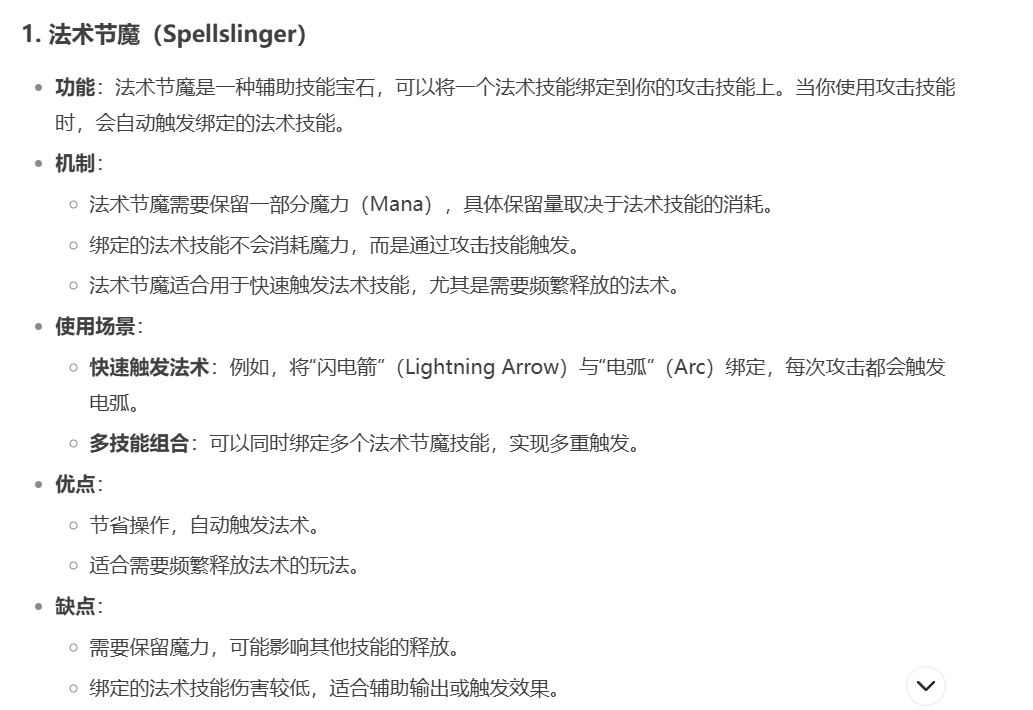 1. 法术节魔（Spellslinger）
功能：法术节魔是一种辅助技能宝石，可以将一个法术技能绑定到你的攻击技能上。当你使用攻击技能
时，会自动触发绑定的法术技能。
机制：
法术节魔需要保留一部分魔力（Mana），具体保留量取决于法术技能的消耗。
绑定的法术技能不会消耗魔力，而是通过攻击技能触发。
法术节魔适合用于快速触发法术技能，尤其是需要频繁释放的法术。
使用场景：
快速触发法术：例如，将“闪电箭”（Lightning Arrow）与“电弧”（Arc）绑定，每次攻击都会触发
电弧。
多技能组合：可以同时绑定多个法术节魔技能，实现多重触发。
优点：
节省操作，自动触发法术。
适合需要频繁释放法术的玩法。
缺点：
需要保留魔力，可能影响其他技能的释放。
绑定的法术技能伤害较低，适合辅助输出或触发效果。